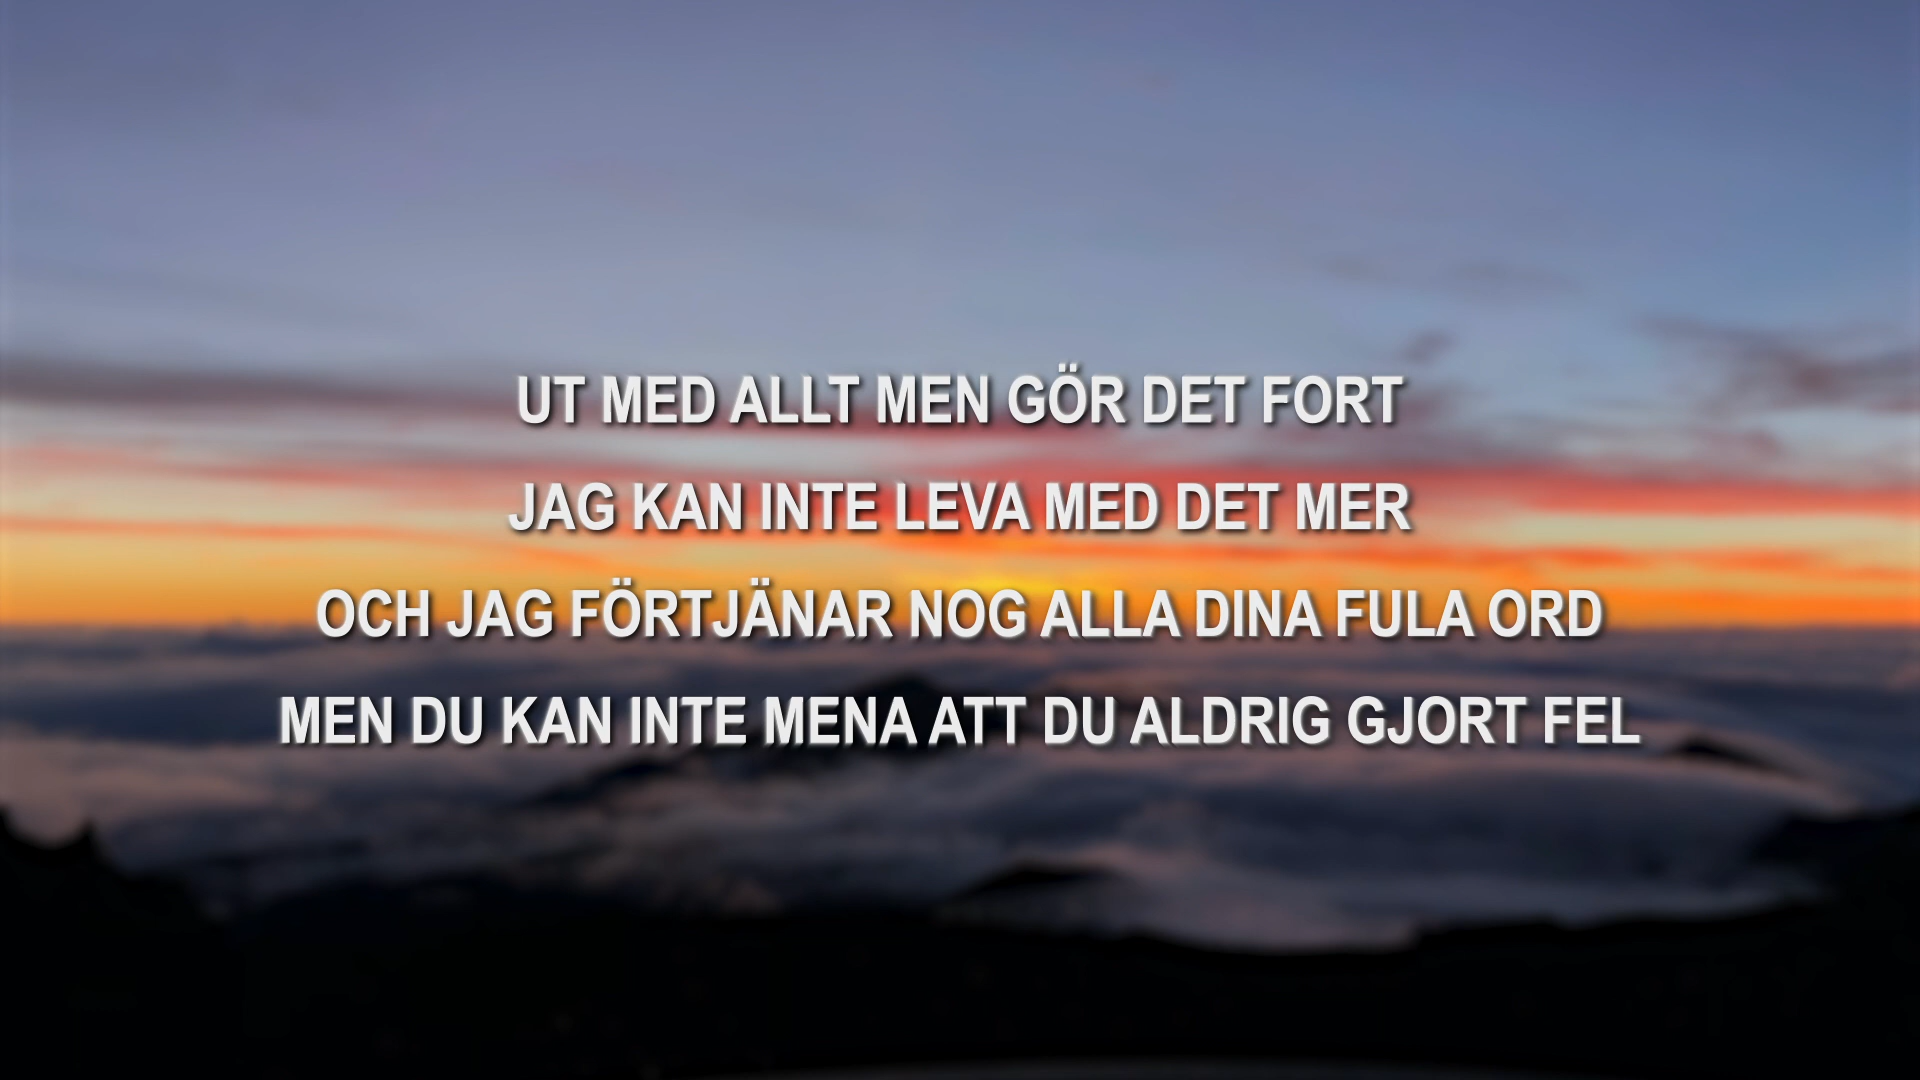 UT MED ALLT MEN GÖR DET FORT
JAG KAN INTE LEVA MED DET MER
OCH JAG FÖRTJÄNAR NOG ALLA DINA FULA ORD
MEN DU KAN INTE MENA ATT DU ALDRIG GJORT FEL